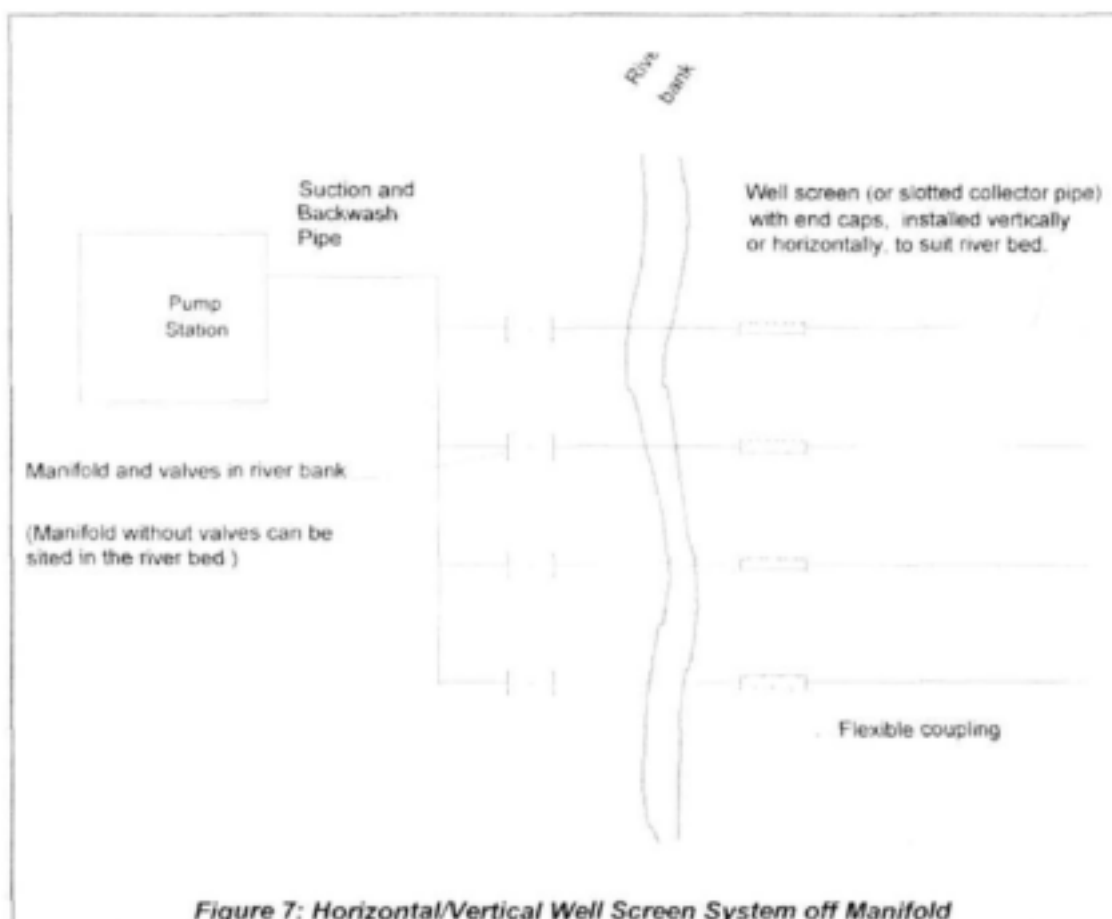 Rive
bank
Suction and
Backwash
Pipe
Well screen (or slotted collector pipe)
with end caps, installed vertically
or horizontally, to suit river bed.
Pump
Station
Manifold and valves in river bank
(Manifold without valves can be
sited in the river bed.)
Flexible coupling
Figure 7: Horizontal/Vertical Well Screen System off Manifold